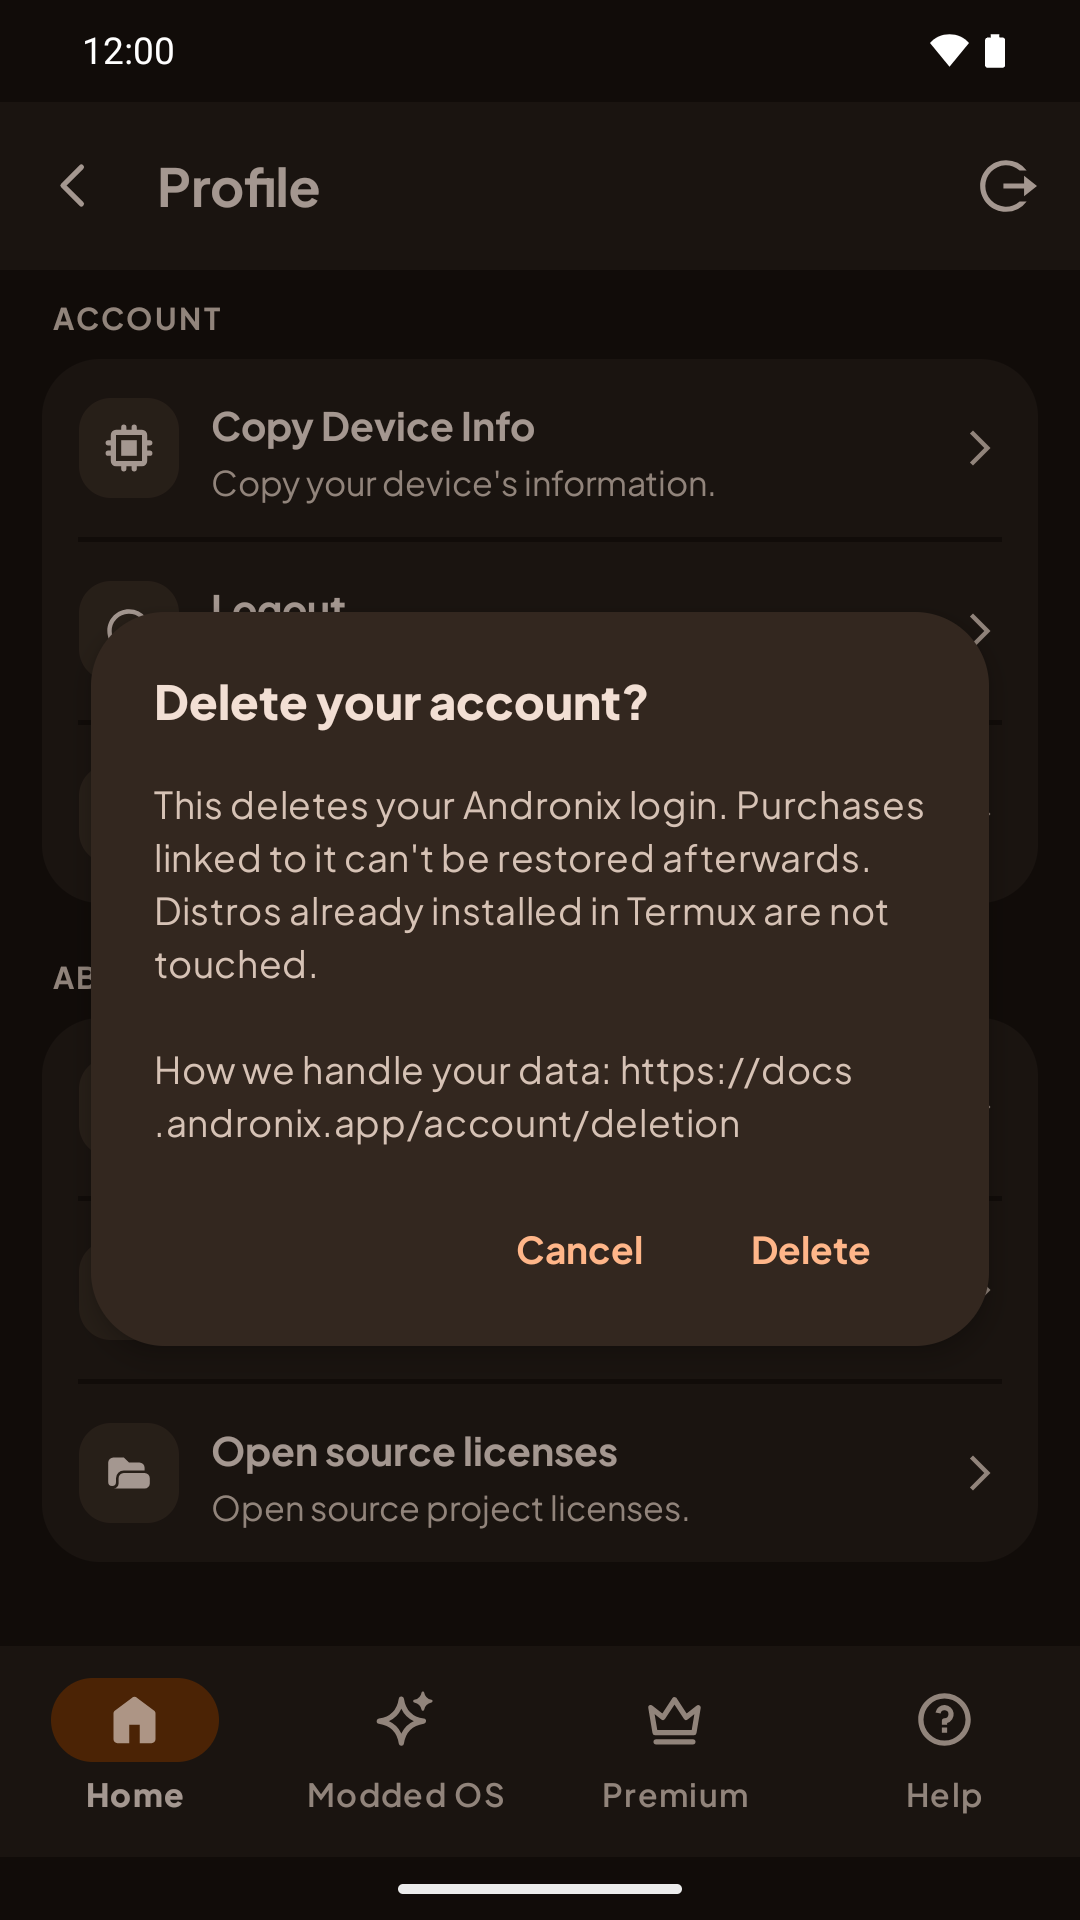 12:00
Profile
ACCOUNT
Copy Device Info
Copy your device's information.
Logout
Delete your account?
This deletes your Andronix login. Purchases
linked to it can't be restored afterwards.
Distros already installed in Termux are not
touched.
How we handle your data: https://docs
.andronix.app/account/deletion
Cancel
Delete
Open source licenses
Open source project licenses.
Home
Modded OS
Premium
Help